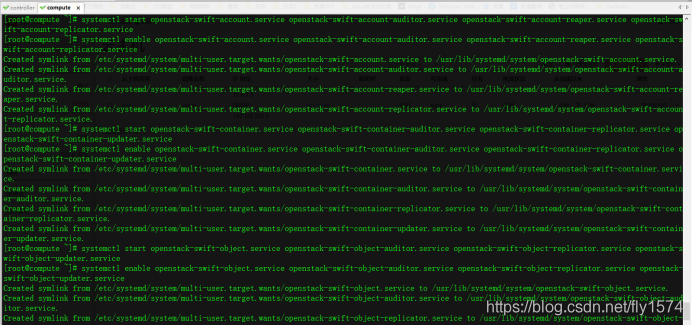 controller compute
[root@compute ~]# systemctl start openstack-swift-account.service openstack-swift-account-auditor.service openstack-swift-account-reaper.service openstack-sw
ift-account-replicator.service
[root@compute ~]# systemctl enable openstack-swift-account.service openstack-swift-account-auditor.service openstack-swift-account-reaper.service openstack-s
wift-account-replicator.service
Created symlink from /etc/systemd/system/multi-user.target.wants/openstack-swift-account.service to /usr/lib/systemd/system/openstack-swift-account.service.
Created symlink from /etc/systemd/system/multi-user.target.wants/openstack-swift-account-auditor.service to /usr/lib/systemd/system/openstack-swift-account-a
uditor.service.
Created symlink from /etc/systemd/system/multi-user.target.wants/openstack-swift-account-reaper.service to /usr/lib/systemd/system/openstack-swift-account-re
aper.service.
Created symlink from /etc/systemd/system/multi-user.target.wants/openstack-swift-account-replicator.service to /usr/lib/systemd/system/openstack-swift-accoun
t-replicator.service.
[root@compute ~]# systemctl start openstack-swift-container.service openstack-swift-container-auditor.service openstack-swift-container-replicator.service op
enstack-swift-container-updater.service
[root@compute ~]# systemctl enable openstack-swift-container.service openstack-swift-container-auditor.service openstack-swift-container-replicator.service o
penstack-swift-container-updater.service
Created symlink from /etc/systemd/system/multi-user.target.wants/openstack-swift-container.service to /usr/lib/systemd/system/openstack-swift-container.servi
ce.
Created symlink from /etc/systemd/system/multi-user.target.wants/openstack-swift-container-auditor.service to /usr/lib/systemd/system/openstack-swift-contain
er-auditor.service.
Created symlink from /etc/systemd/system/multi-user.target.wants/openstack-swift-container-replicator.service to /usr/lib/systemd/system/openstack-swift-cont
ainer-replicator.service.
Created symlink from /etc/systemd/system/multi-user.target.wants/openstack-swift-container-updater.service to /usr/lib/systemd/system/openstack-swift-contain
er-updater.service.
[root@compute ~]# systemctl start openstack-swift-object.service openstack-swift-object-auditor.service openstack-swift-object-replicator.service openstack-s
wift-object-updater.service
[root@compute ~]# systemctl enable openstack-swift-object.service openstack-swift-object-auditor.service openstack-swift-object-replicator.service openstack-
swift-object-updater.service
Created symlink from /etc/systemd/system/multi-user.target.wants/openstack-swift-object.service to /usr/lib/systemd/system/openstack-swift-object.service.
Created symlink from /etc/systemd/system/multi-user.target.wants/openstack-swift-object-auditor.service to /usr/lib/systemd/system/openstack-swift-object-aud
itor.service.
Created symlink from /etc/systemd/system/multi-user.target.wants/openstack-swift-object-replicator.service to /usr/lib/systemd/system/openstack-swift-object-
https://blog.csdn.net/fly1574